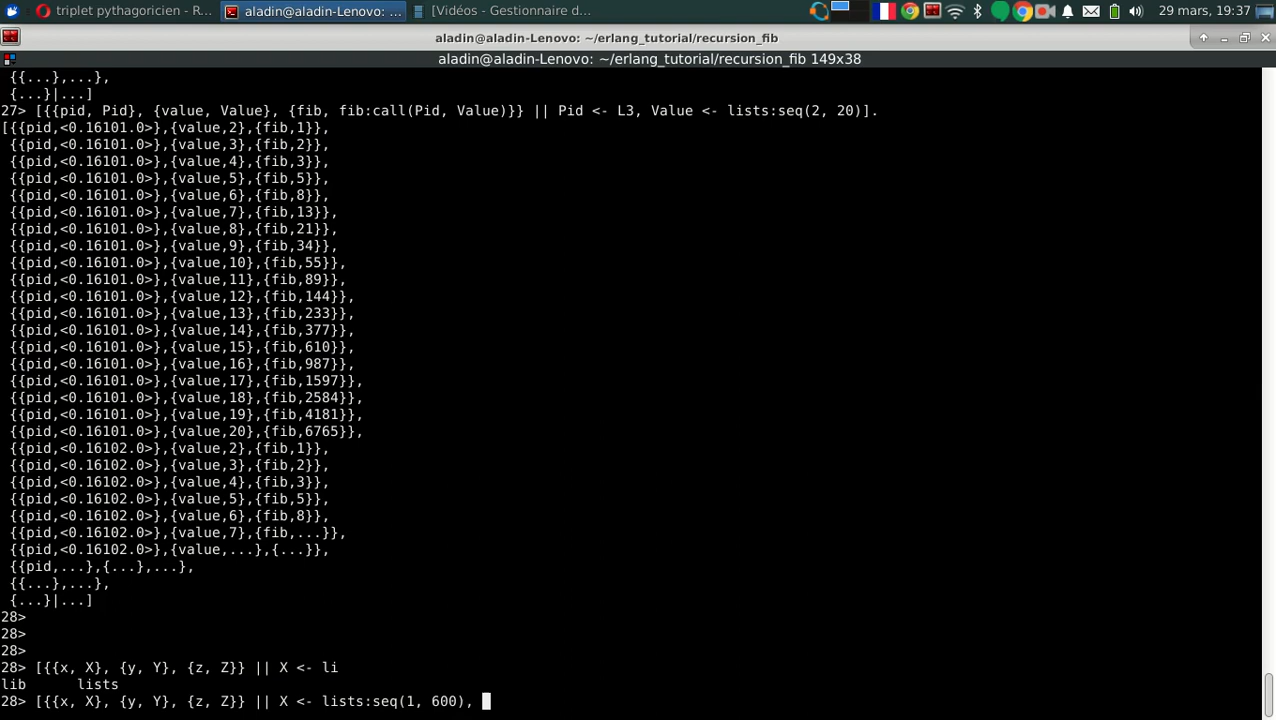 triplet pythagoricien - R...
aladin@aladin-Lenovo: ...
[Vidéos - Gestionnaire d...
29 mars, 19:37
aladin@aladin-Lenovo: ~/erlang_tutorial/recursion_fib
aladin@aladin-Lenovo: ~/erlang_tutorial/recursion_fib 149x38
{{...},...},
{...}|...]
27> [{{pid, Pid}, {value, Value}, {fib, fib:call(Pid, Value)}} || Pid <- L3, Value <- lists:seq(2, 20)].
[{{pid,<0.16101.0>},{value,2},{fib,1}},
{{pid,<0.16101.0>},{value,3},{fib,2}},
{{pid,<0.16101.0>},{value,4},{fib,3}},
{{pid,<0.16101.0>},{value,5},{fib,5}},
{{pid,<0.16101.0>},{value,6},{fib,8}},
{{pid,<0.16101.0>},{value,7},{fib,13}},
{{pid,<0.16101.0>},{value,8},{fib,21}},
{{pid,<0.16101.0>},{value,9},{fib,34}},
{{pid,<0.16101.0>},{value,10},{fib,55}},
{{pid,<0.16101.0>},{value,11},{fib,89}},
{{pid,<0.16101.0>},{value,12},{fib,144}},
{{pid,<0.16101.0>},{value,13},{fib,233}},
{{pid,<0.16101.0>},{value,14},{fib,377}},
{{pid,<0.16101.0>},{value,15},{fib,610}},
{{pid,<0.16101.0>},{value,16},{fib,987}},
{{pid,<0.16101.0>},{value,17},{fib,1597}},
{{pid,<0.16101.0>},{value,18},{fib,2584}},
{{pid,<0.16101.0>},{value,19},{fib,4181}},
{{pid,<0.16101.0>},{value,20},{fib,6765}},
{{pid,<0.16102.0>},{value,2},{fib,1}},
{{pid,<0.16102.0>},{value,3},{fib,2}},
{{pid,<0.16102.0>},{value,4},{fib,3}},
{{pid,<0.16102.0>},{value,5},{fib,5}},
{{pid,<0.16102.0>},{value,6},{fib,8}},
{{pid,<0.16102.0>},{value,7},{fib,...}},
{{pid,<0.16102.0>},{value,...},{...}},
{{pid,...},{...},...},
{{...},...},
{...}|...]
28>
28>
28>
28> [{{x, X}, {y, Y}, {z, Z}} || X <- li
lib      lists
28> [{{x, X}, {y, Y}, {z, Z}} || X <- lists:seq(1, 600),